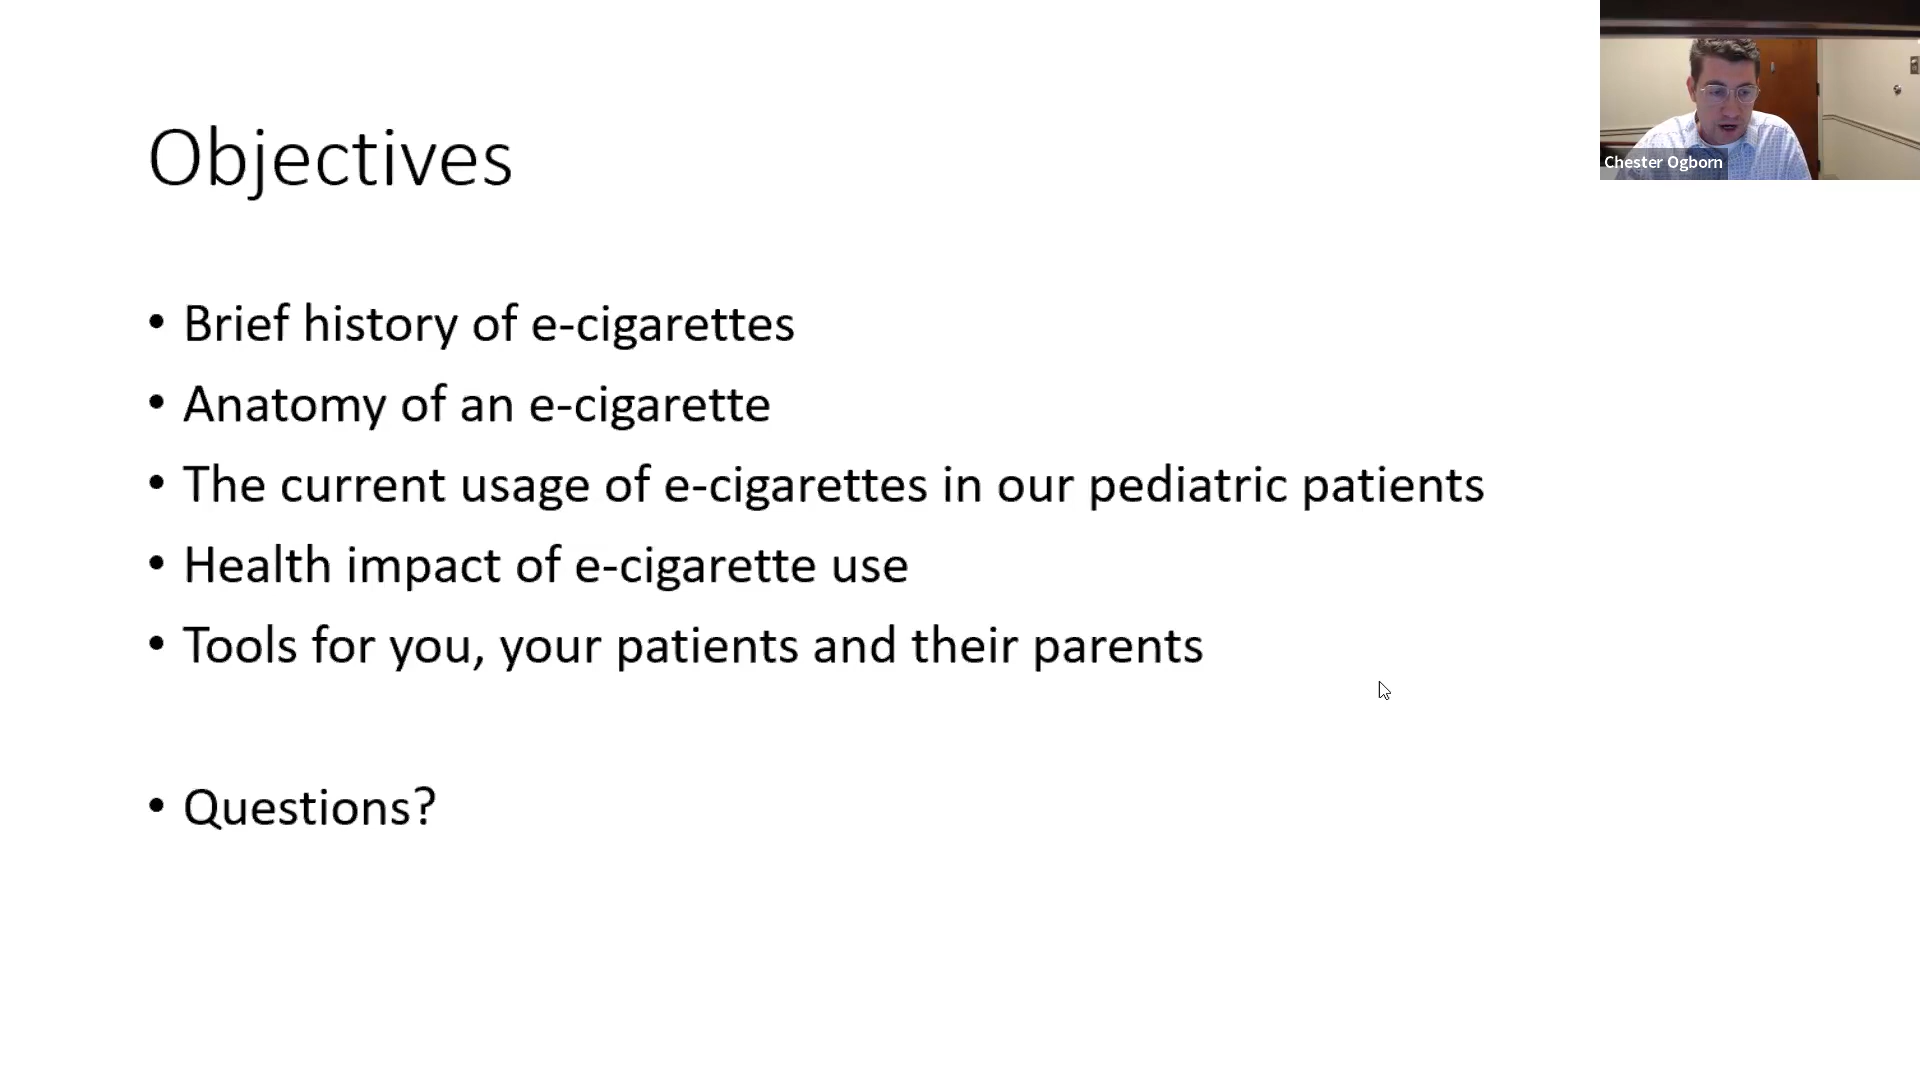 Objectives
Chester Ogborn
• Brief history of e-cigarettes
• Anatomy of an e-cigarette
• The current usage of e-cigarettes in our pediatric patients
• Health impact of e-cigarette use
• Tools for you, your patients and their parents
• Questions?